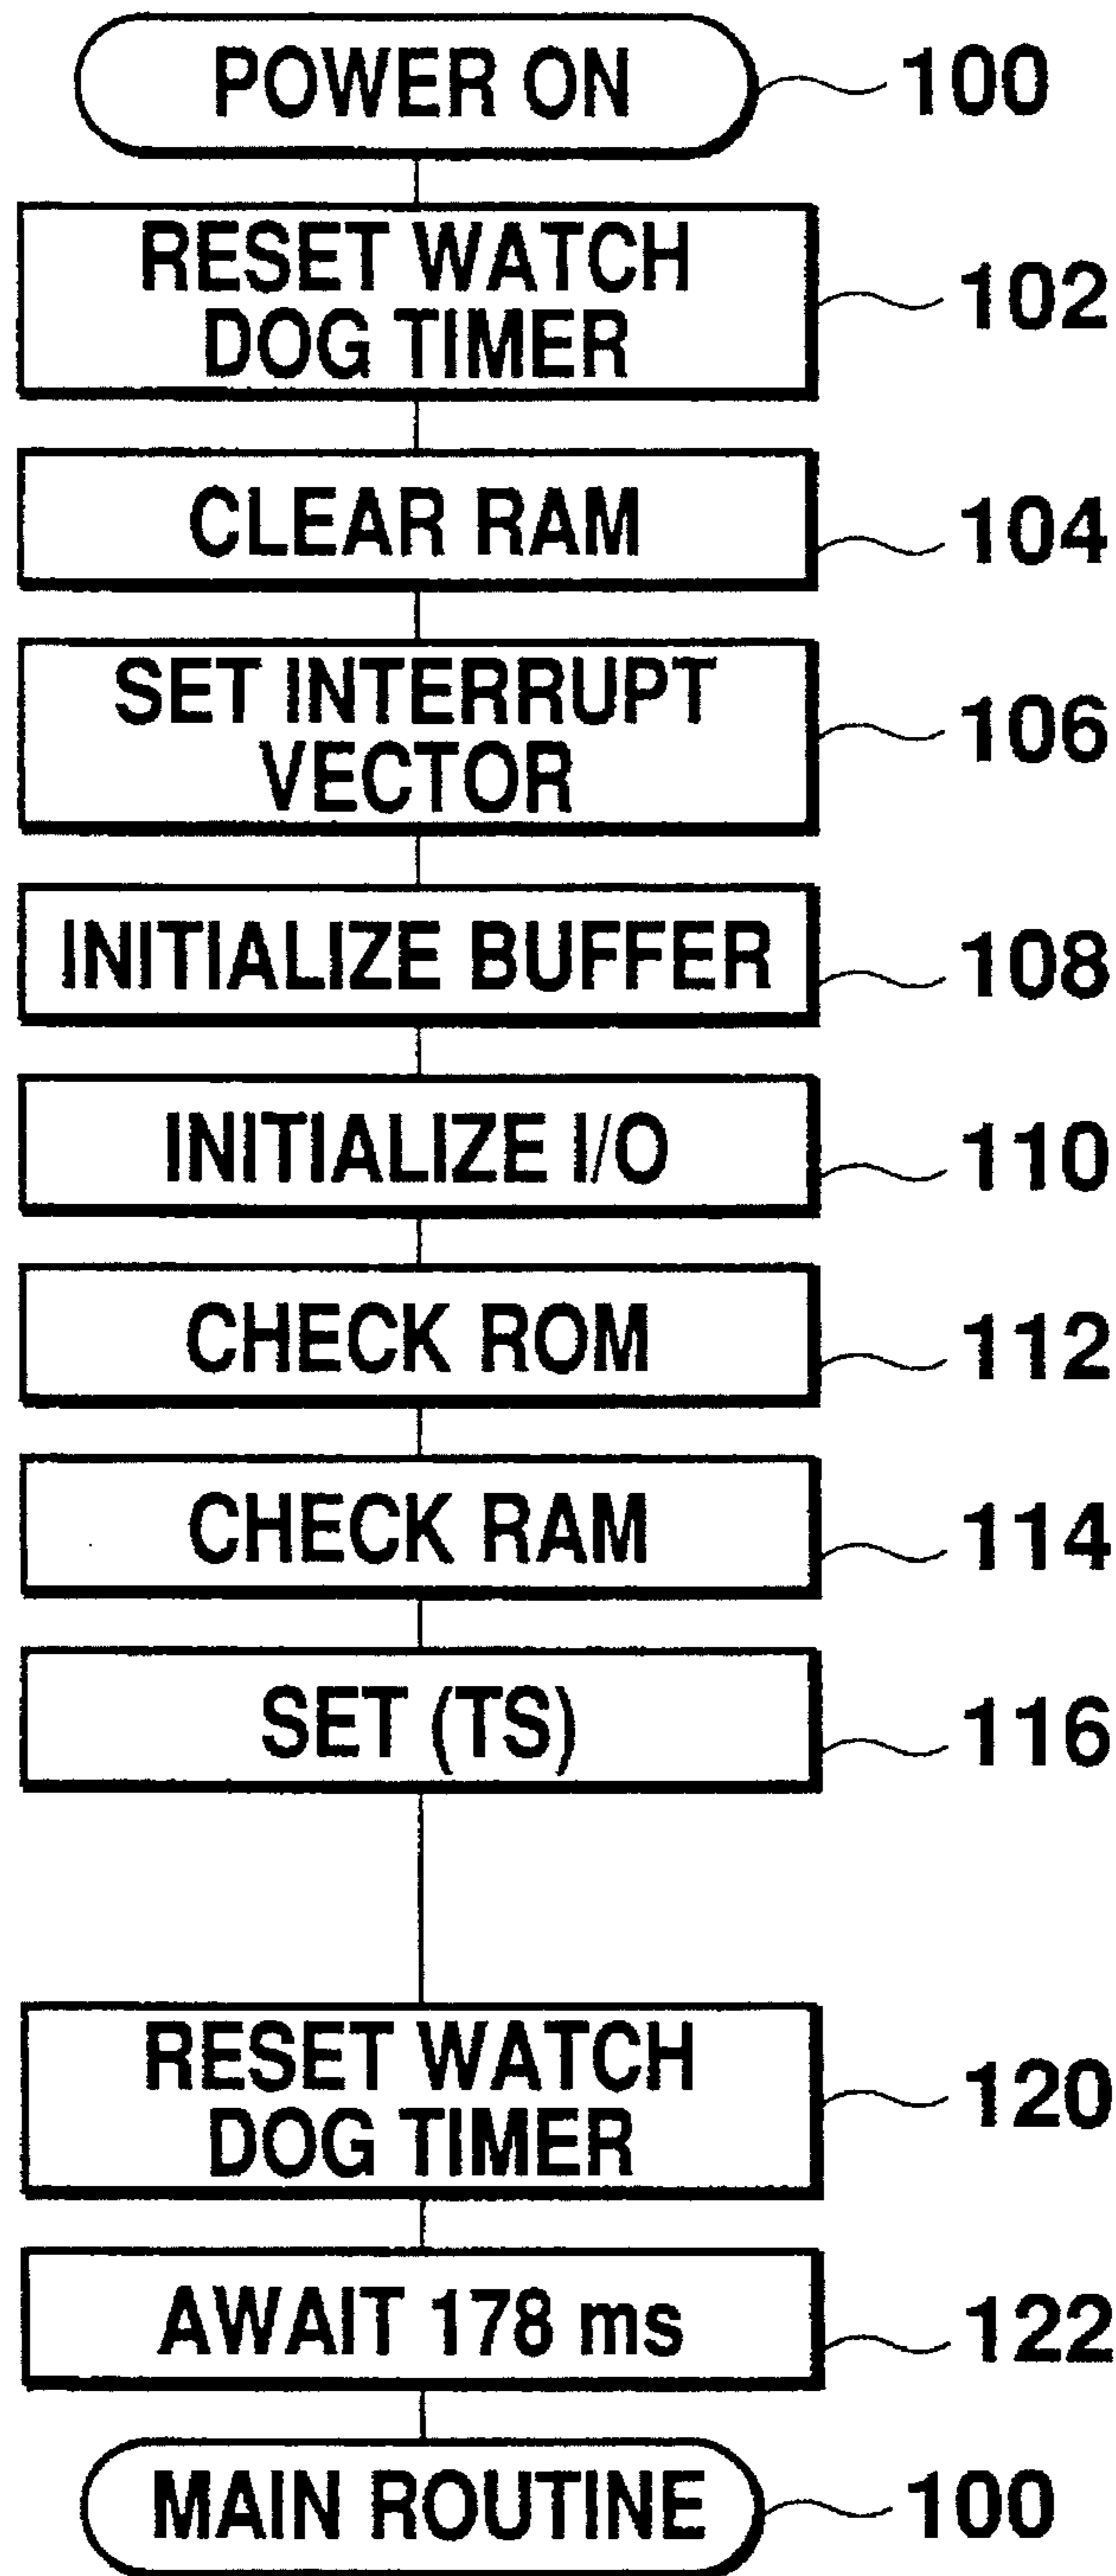 POWER ON 100
RESET WATCH
DOG TIMER 102
CLEAR RAM 104
SET INTERRUPT
VECTOR 106
INITIALIZE BUFFER 108
INITIALIZE I/O 110
CHECK ROM 112
CHECK RAM 114
SET (TS) 116
RESET WATCH
DOG TIMER 120
AWAIT 178 ms 122
MAIN ROUTINE 100